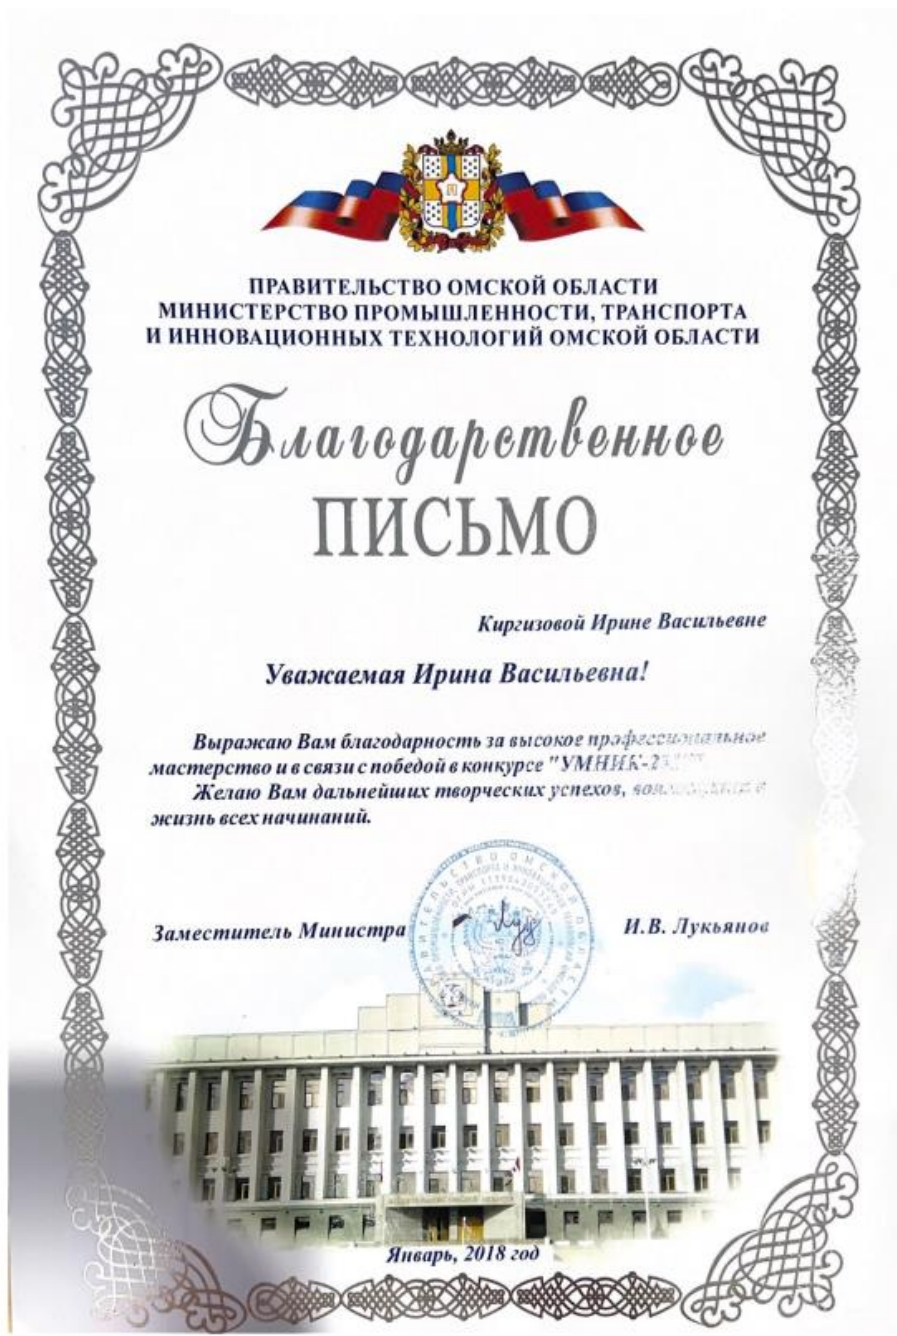 ПРАВИТЕЛЬСТВО ОМСКОЙ ОБЛАСТИ
МИНИСТЕРСТВО ПРОМЫШЛЕННОСТИ, ТРАНСПОРТА
И ИННОВАЦИОННЫХ ТЕХНОЛОГИЙ ОМСКОЙ ОБЛАСТИ
Благодарственное
ПИСЬМО
Киргизовой Ирине Васильевне
Уважаемая Ирина Васильевна!
Выражаю Вам благодарность за высокое профессиональное
мастерство и в связи с победой в конкурсе
Желаю Вам дальнейших творческих успехов,
жизнь всех начинаний.
Заместитель Министра
И.В. Лукьянов
Январь, 2018 год